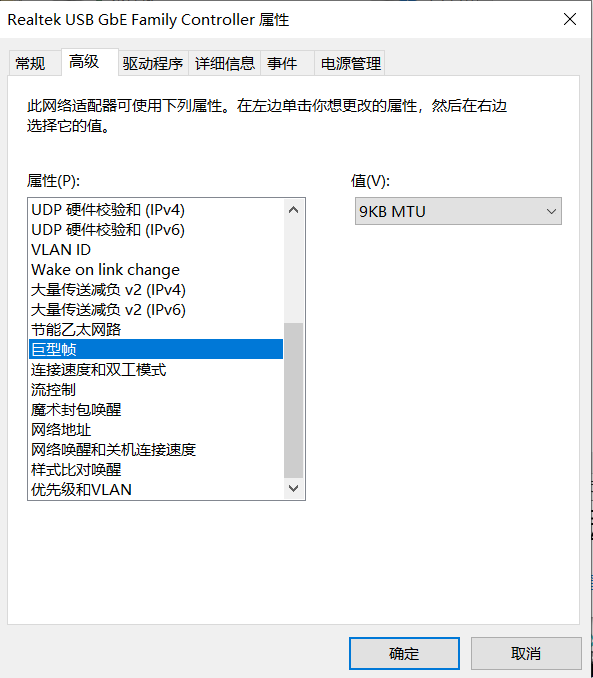 Realtek USB GbE Family Controller 属性
常规 高级 驱动程序 详细信息 事件 电源管理
此网络适配器可使用下列属性。在左边单击你想更改的属性，然后在右边
选择它的值。
属性(P): 值(V):
9KB MTU
UDP 硬件校验和 (IPv4)
UDP 硬件校验和 (IPv6)
VLAN ID
Wake on link change
大量传送减负 v2 (IPv4)
大量传送减负 v2 (IPv6)
节能乙太网路
巨型帧
连接速度和双工模式
流控制
魔术封包唤醒
网络地址
网络唤醒和关机连接速度
样式比对唤醒
优先级和VLAN
确定 取消